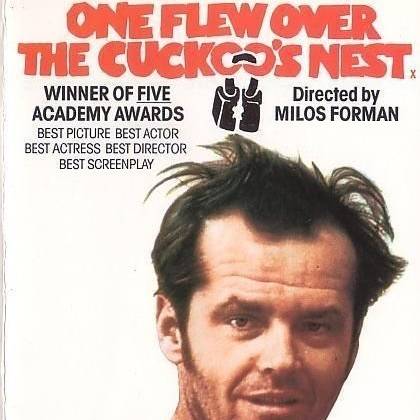 ONE FLEW OVER
THE CUCKOO'S NEST x
WINNER OF FIVE
ACADEMY AWARDS
BEST PICTURE BEST ACTOR
BEST ACTRESS BEST DIRECTOR
BEST SCREENPLAY
Directed by
MILOS FORMAN